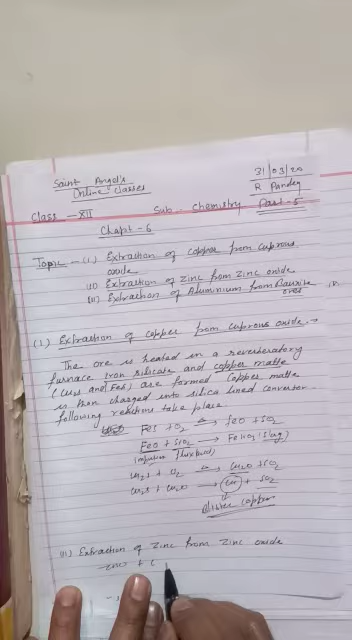 Saint Angel's
Online classes
31/03/20
R Pandey
Class - XII
Sub - Chemistry
Part - 5
Chapt - 6
Topic - (i) Extraction of copper from cuprous
oxide
(ii) Extraction of zinc from zinc oxide
(iii) Extraction of Aluminium from Bauxite
ores
(1) Extraction of copper from cuprous oxide →
The ore is heated in a reverberatory
furnace iron silicate and copper matte
(Cu2S and FeS) are formed Copper matte
is then charged into silica lined convertor
following reactions take place.
FeS + O2 → FeO + SO2
FeO + SiO2 → FeSiO3 (slag)
(impurities) (flux)
Cu2S + O2 → Cu2O + SO2
Cu2S + Cu2O → Cu + SO2
Blister copper
Extraction of zinc from zinc oxide
ZnO + C